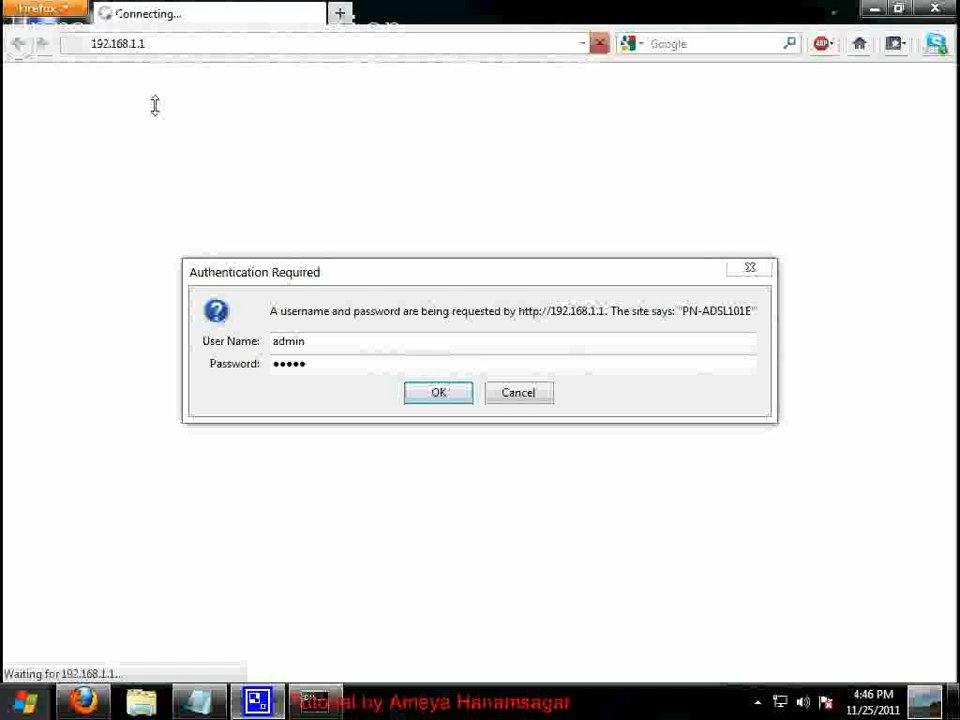 Firefox
Connecting...
192.168.1.1
Google
ABP
Authentication Required
A username and password are being requested by http://192.168.1.1. The site says: "PN-ADSL101E"
User Name: admin
Password: •••••
OK
Cancel
Waiting for 192.168.1.1...
Tutorial by Ameya Hanamsagar
4:46 PM
11/25/2011